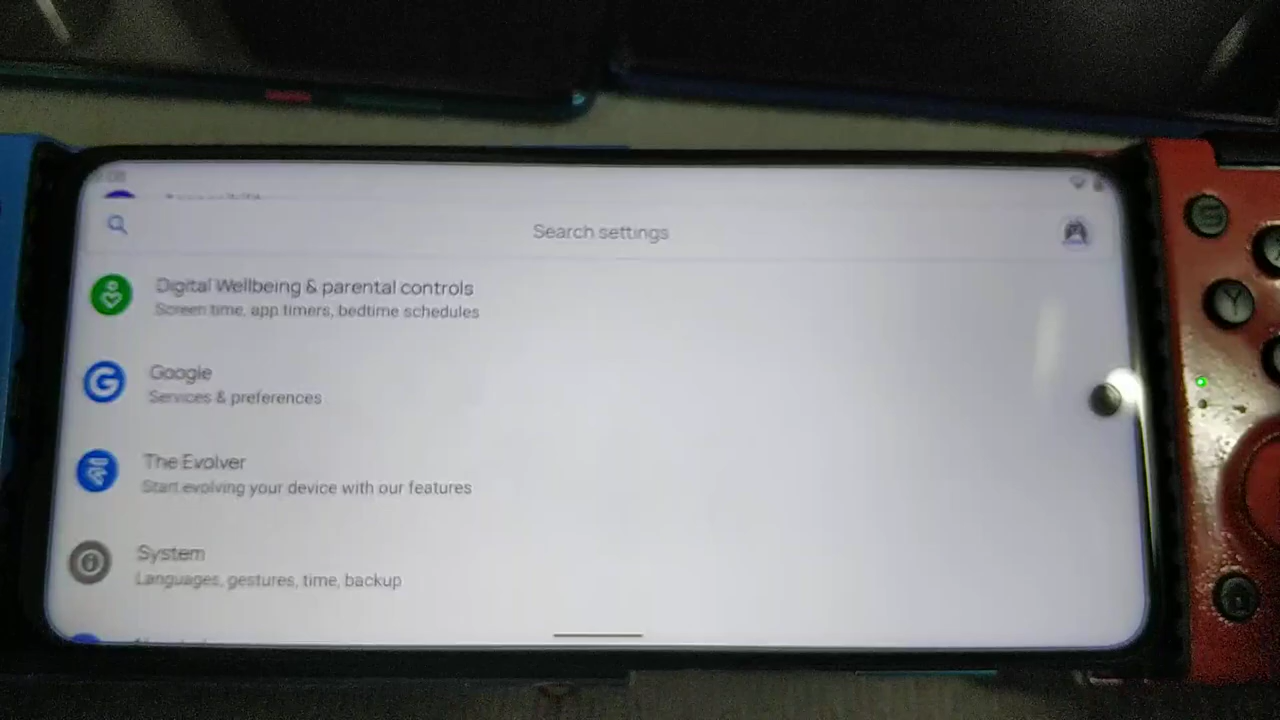 Search settings
Digital Wellbeing & parental controls
Screen time, app timers, bedtime schedules
Google
Services & preferences
The Evolver
Start evolving your device with our features
System
Languages, gestures, time, backup
Y